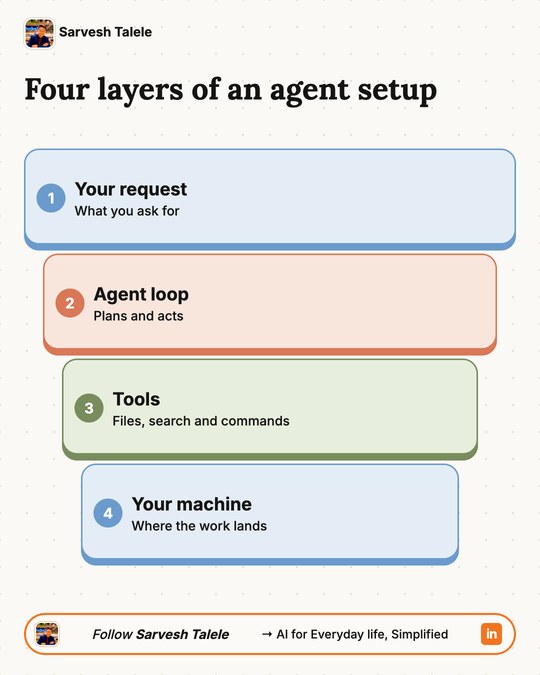 Sarvesh Talele
Four layers of an agent setup
1
Your request
What you ask for
2
Agent loop
Plans and acts
3
Tools
Files, search and commands
4
Your machine
Where the work lands
Follow Sarvesh Talele → AI for Everyday life, Simplified in